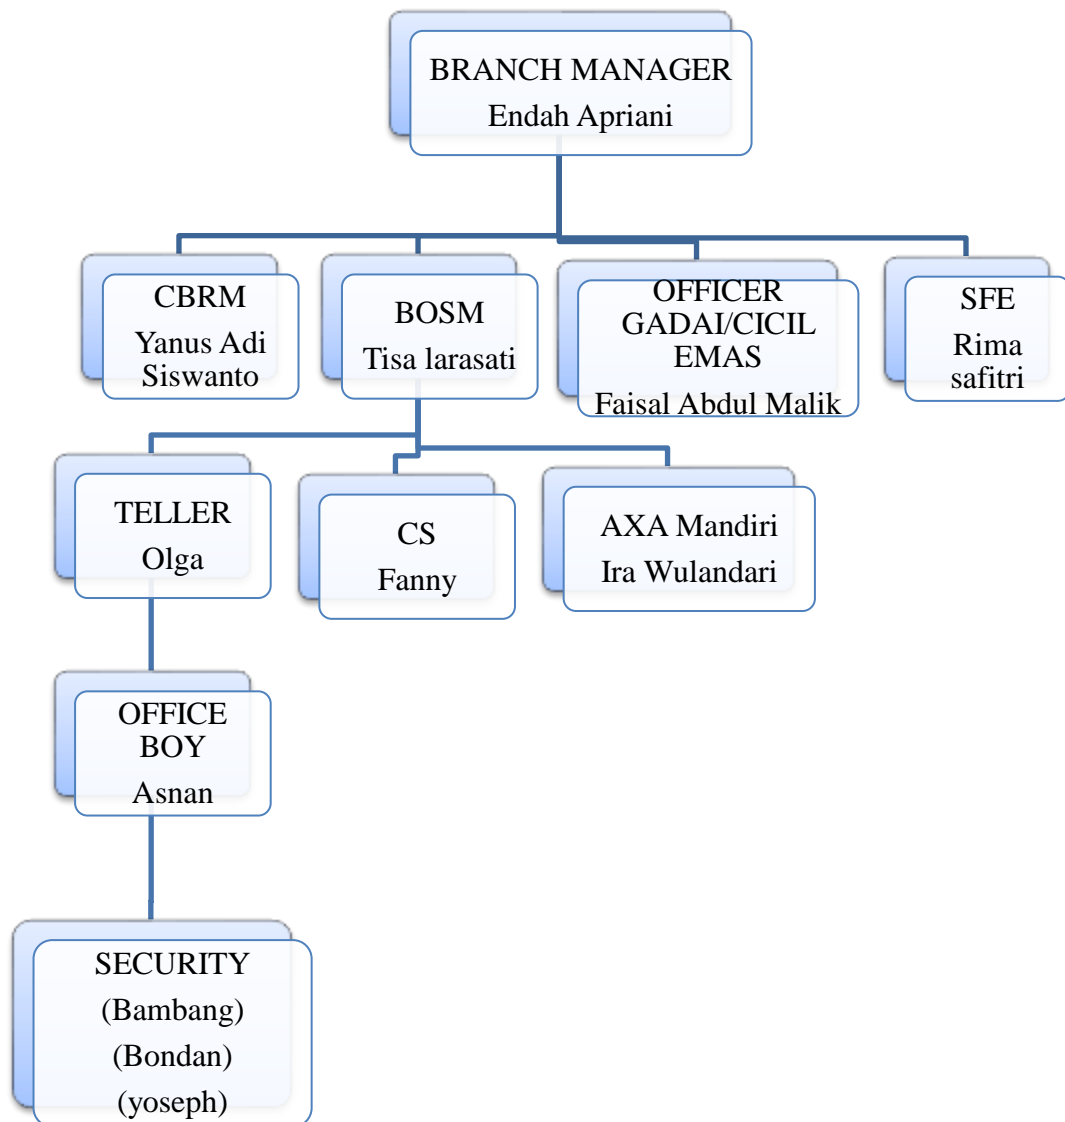 BRANCH MANAGER
Endah Apriani
CBRM
Yanus Adi
Siswanto
BOSM
Tisa larasati
OFFICER
GADAI/CICIL
EMAS
Faisal Abdul Malik
SFE
Rima
safitri
TELLER
Olga
CS
Fanny
AXA Mandiri
Ira Wulandari
OFFICE
BOY
Asnan
SECURITY
(Bambang)
(Bondan)
(yoseph)